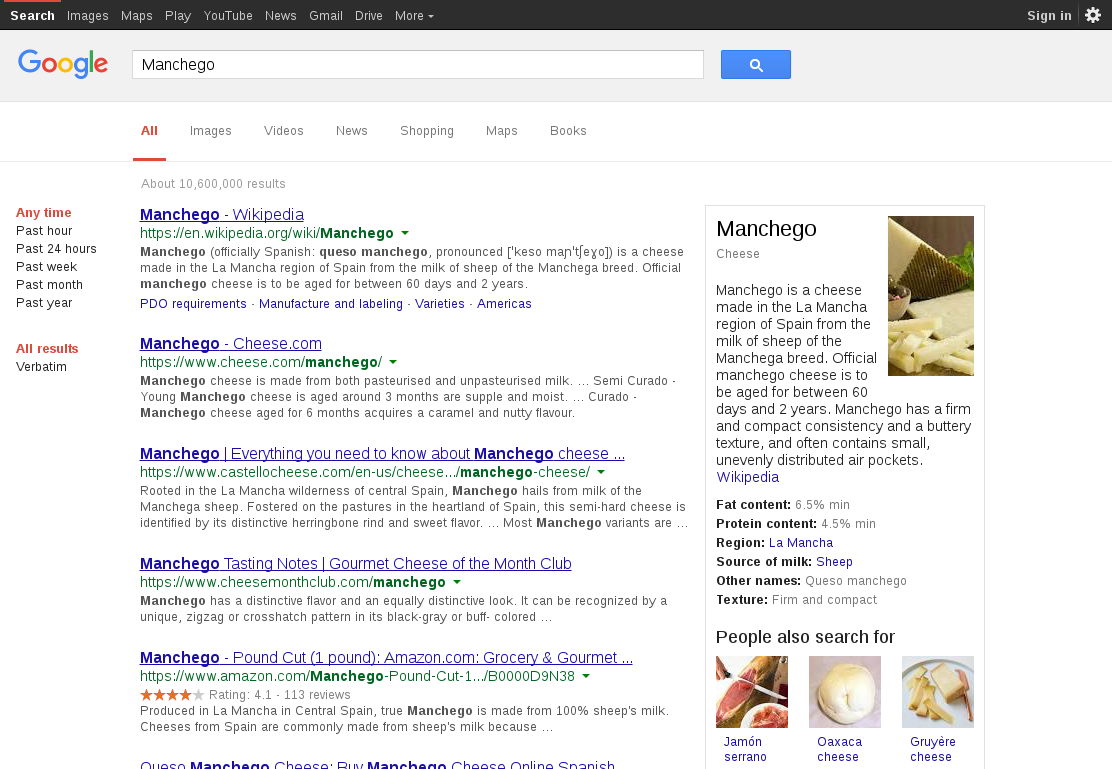 Search Images Maps Play YouTube News Gmail Drive More Sign in
Google
Manchego
All Images Videos News Shopping Maps Books
About 10,600,000 results
Any time
Past hour
Past 24 hours
Past week
Past month
Past year
All results
Verbatim
Manchego - Wikipedia
https://en.wikipedia.org/wiki/Manchego
Manchego (officially Spanish: queso manchego, pronounced ['keso maɲ'tʃeɣo]) is a cheese
made in the La Mancha region of Spain from the milk of sheep of the Manchega breed. Official
manchego cheese is to be aged for between 60 days and 2 years.
PDO requirements · Manufacture and labeling · Varieties · Americas
Manchego - Cheese.com
https://www.cheese.com/manchego/
Manchego cheese is made from both pasteurised and unpasteurised milk. ... Semi Curado -
Young Manchego cheese is aged around 3 months are supple and moist. ... Curado -
Manchego cheese aged for 6 months acquires a caramel and nutty flavour.
Manchego | Everything you need to know about Manchego cheese ...
https://www.castellocheese.com/en-us/cheese.../manchego-cheese/
Rooted in the La Mancha wilderness of central Spain, Manchego hails from milk of the
Manchega sheep. Fostered on the pastures in the heartland of Spain, this semi-hard cheese is
identified by its distinctive herringbone rind and sweet flavor. ... Most Manchego variants are ...
Manchego Tasting Notes | Gourmet Cheese of the Month Club
https://www.cheesemonthclub.com/manchego
Manchego has a distinctive flavor and an equally distinctive look. It can be recognized by a
unique, zigzag or crosshatch pattern in its black-gray or buff- colored ...
Manchego - Pound Cut (1 pound): Amazon.com: Grocery & Gourmet ...
https://www.amazon.com/Manchego-Pound-Cut-1.../B0000D9N38
Rating: 4.1 - 113 reviews
Produced in La Mancha in Central Spain, true Manchego is made from 100% sheep's milk.
Cheeses from Spain are commonly made from sheep's milk because ...
Queso Manchego Cheese: Buy Manchego Cheese Online Spanish
Manchego
Cheese
Manchego is a cheese
made in the La Mancha
region of Spain from the
milk of sheep of the
Manchega breed. Official
manchego cheese is to
be aged for between 60
days and 2 years. Manchego has a firm
and compact consistency and a buttery
texture, and often contains small,
unevenly distributed air pockets.
Wikipedia
Fat content: 6.5% min
Protein content: 4.5% min
Region: La Mancha
Source of milk: Sheep
Other names: Queso manchego
Texture: Firm and compact
People also search for
Jamón
serrano
Oaxaca
cheese
Gruyère
cheese